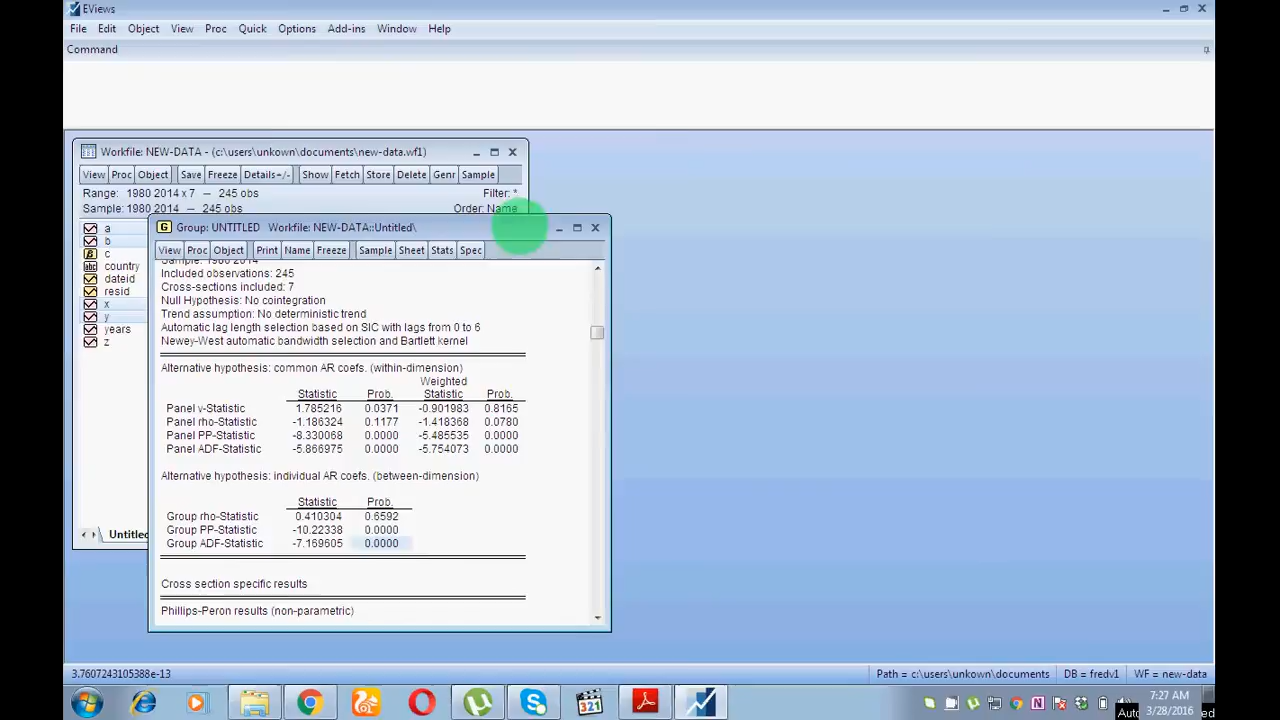 EViews
File Edit Object View Proc Quick Options Add-ins Window Help
Command
Workfile: NEW-DATA - (c:\users\unkown\documents\new-data.wf1)
View Proc Object Save Freeze Details+/- Show Fetch Store Delete Genr Sample
Range: 1980 2014 x 7 -- 245 obs Filter: *
Sample: 1980 2014 -- 245 obs Order: Name
a
b
c
country
dateid
resid
x
y
years
z
Untitled
Group: UNTITLED Workfile: NEW-DATA::Untitled\
View Proc Object Print Name Freeze Sample Sheet Stats Spec
Sample: 1980 2014
Included observations: 245
Cross-sections included: 7
Null Hypothesis: No cointegration
Trend assumption: No deterministic trend
Automatic lag length selection based on SIC with lags from 0 to 6
Newey-West automatic bandwidth selection and Bartlett kernel
Alternative hypothesis: common AR coefs. (within-dimension)
Weighted
Statistic Prob. Statistic Prob.
Panel v-Statistic 1.785216 0.0371 -0.901983 0.8165
Panel rho-Statistic -1.186324 0.1177 -1.418368 0.0780
Panel PP-Statistic -8.330068 0.0000 -5.485535 0.0000
Panel ADF-Statistic -5.866975 0.0000 -5.754073 0.0000
Alternative hypothesis: individual AR coefs. (between-dimension)
Statistic Prob.
Group rho-Statistic 0.410304 0.6592
Group PP-Statistic -10.22338 0.0000
Group ADF-Statistic -7.169605 0.0000
Cross section specific results
Phillips-Peron results (non-parametric)
3.7607243105388e-13 Path = c:\users\unkown\documents DB = fredv1 WF = new-data
321
7:27 AM
3/28/2016